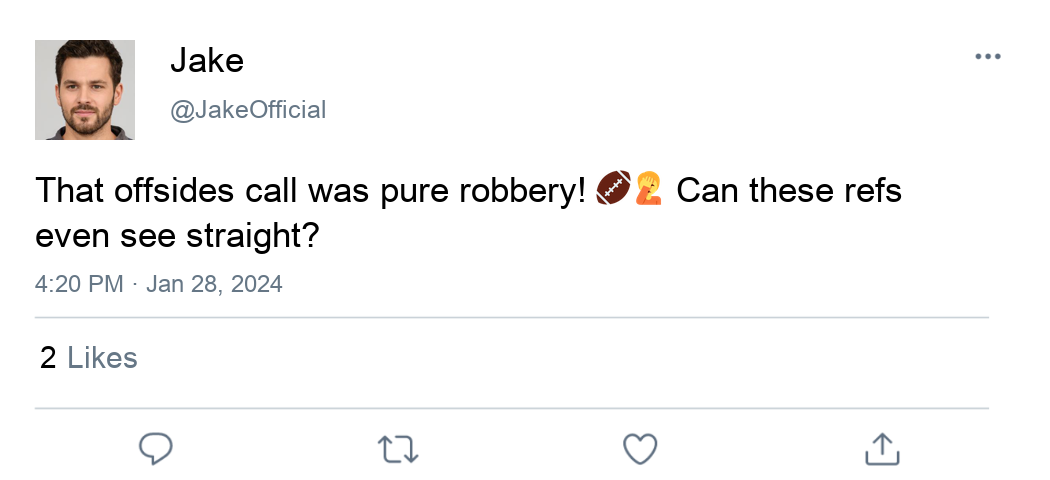 Jake
@JakeOfficial
That offsides call was pure robbery! 🏈🤦 Can these refs
even see straight?
4:20 PM · Jan 28, 2024
2 Likes